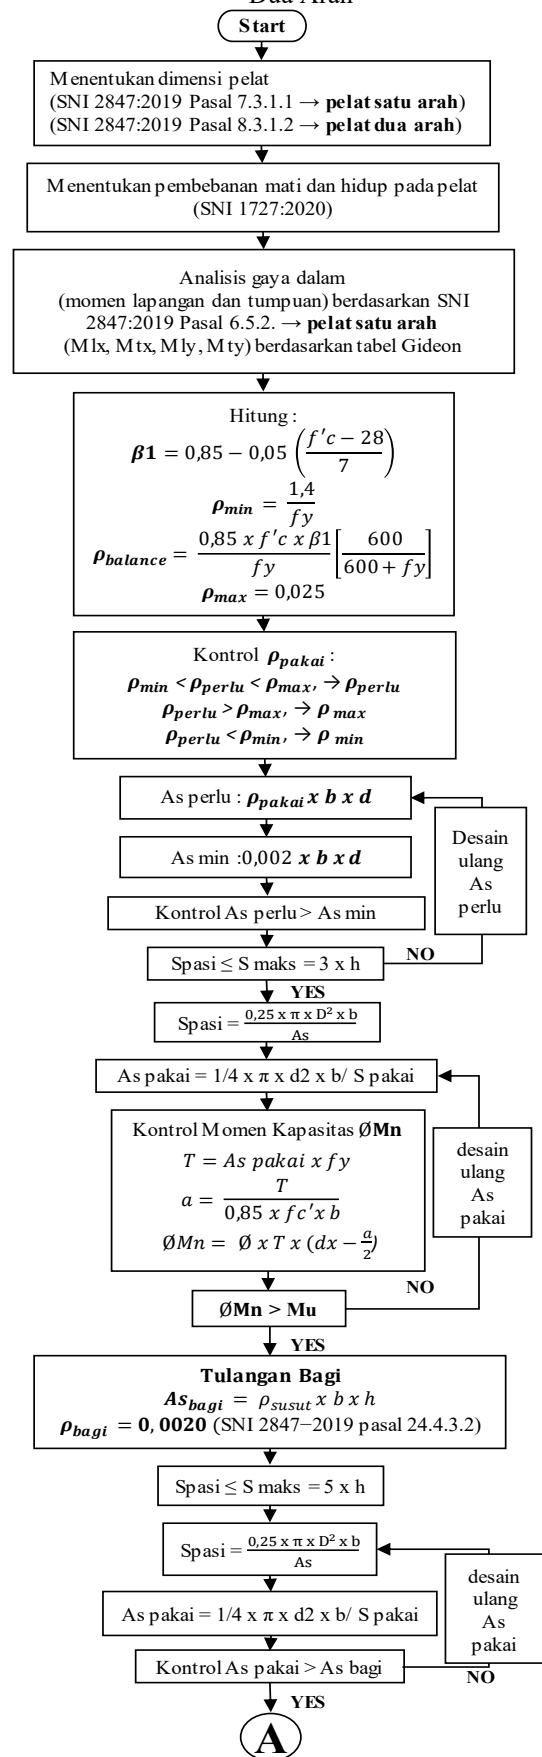 Dua Arah
Start
Menentukan dimensi pelat
(SNI 2847:2019 Pasal 7.3.1.1 → pelat satu arah)
(SNI 2847:2019 Pasal 8.3.1.2 → pelat dua arah)
Menentukan pembebanan mati dan hidup pada pelat
(SNI 1727:2020)
Analisis gaya dalam
(momen lapangan dan tumpuan) berdasarkan SNI
2847:2019 Pasal 6.5.2. → pelat satu arah
(Mlx, Mtx, Mly, Mty) berdasarkan tabel Gideon
Hitung :
β1 = 0,85 − 0,05 (f′c − 28 / 7)
ρmin = 1,4 / fy
ρbalance = 0,85 x f′c x β1 / fy [600 / 600 + fy]
ρmax = 0,025
Kontrol ρpakai :
ρmin < ρperlu < ρmax, → ρperlu
ρperlu > ρmax, → ρ max
ρperlu < ρmin, → ρ min
As perlu : ρpakai x b x d
As min :0,002 x b x d
Kontrol As perlu > As min
Desain
ulang
As
perlu
Spasi ≤ S maks = 3 x h
NO
YES
Spasi = 0,25 x π x D² x b / As
As pakai = 1/4 x π x d2 x b/ S pakai
Kontrol Momen Kapasitas ØMn
T = As pakai x fy
a = T / 0,85 x fc′x b
ØMn = Ø x T x (dx − a/2)
desain
ulang
As
pakai
NO
ØMn > Mu
YES
Tulangan Bagi
Asbagi = ρsusut x b x h
ρbagi = 0, 0020 (SNI 2847−2019 pasal 24.4.3.2)
Spasi ≤ S maks = 5 x h
Spasi = 0,25 x π x D² x b / As
As pakai = 1/4 x π x d2 x b/ S pakai
desain
ulang
As
pakai
Kontrol As pakai > As bagi
NO
YES
A